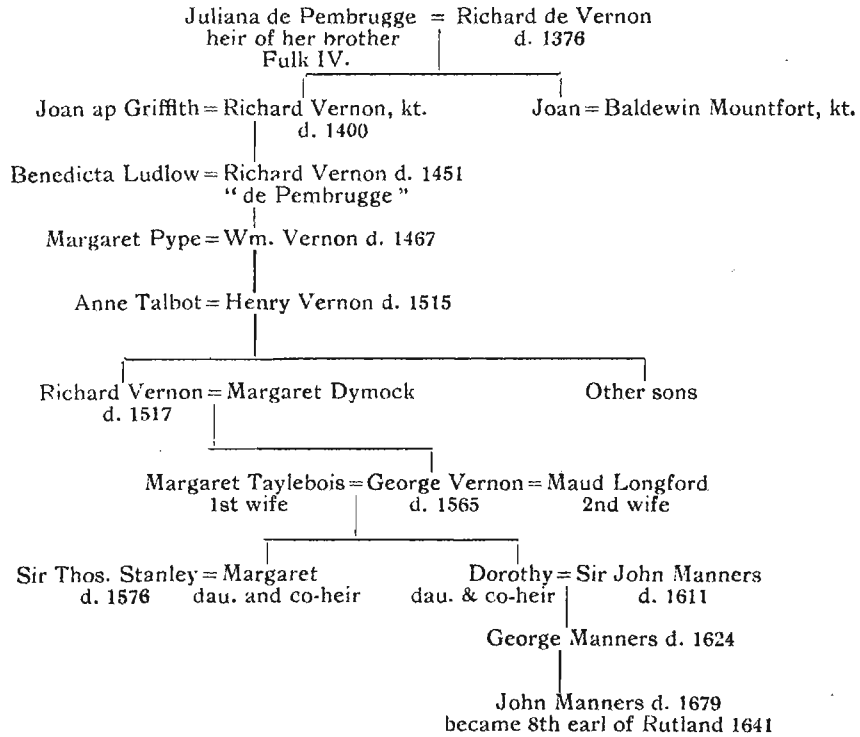 Juliana de Pembrugge = Richard de Vernon
heir of her brother d. 1376
Fulk IV.
Joan ap Griffith = Richard Vernon, kt. Joan = Baldewin Mountfort, kt.
d. 1400
Benedicta Ludlow = Richard Vernon d. 1451
"de Pembrugge"
Margaret Pype = Wm. Vernon d. 1467
Anne Talbot = Henry Vernon d. 1515
Richard Vernon = Margaret Dymock Other sons
d. 1517
Margaret Taylebois = George Vernon = Maud Longford
1st wife d. 1565 2nd wife
Sir Thos. Stanley = Margaret Dorothy = Sir John Manners
d. 1576 dau. and co-heir dau. & co-heir d. 1611
George Manners d. 1624
John Manners d. 1679
became 8th earl of Rutland 1641